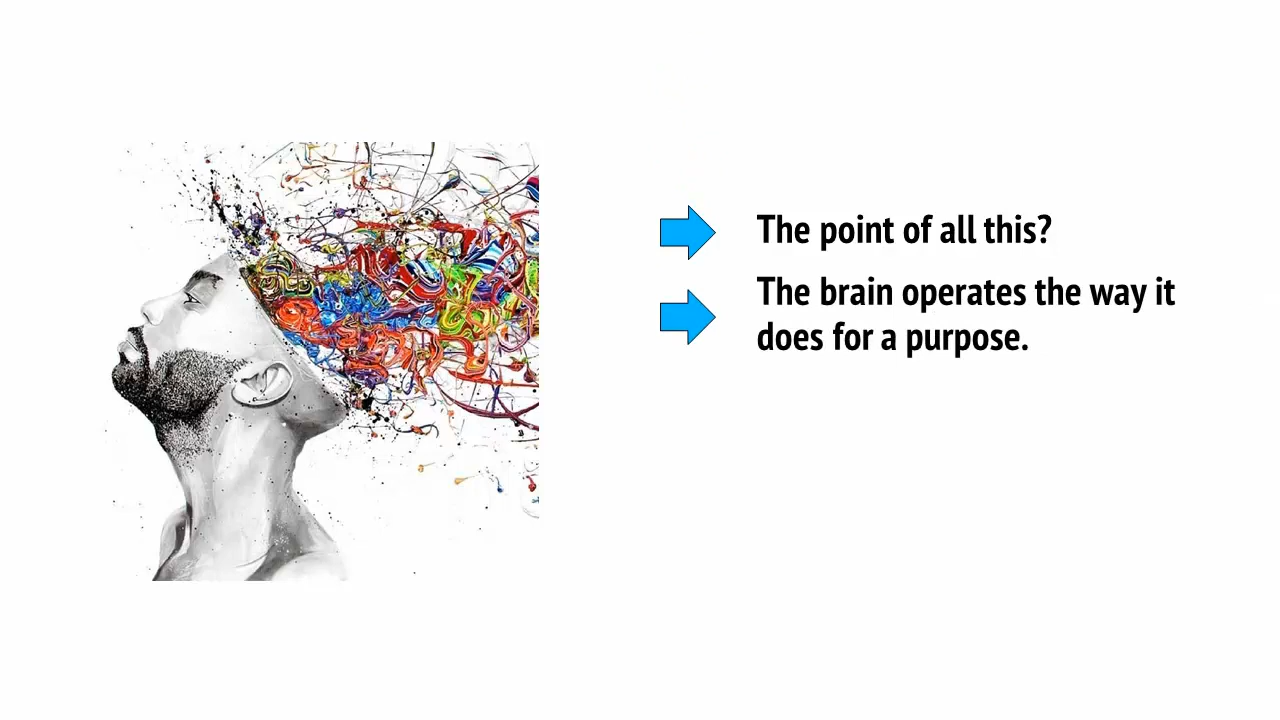 The point of all this?
The brain operates the way it
does for a purpose.